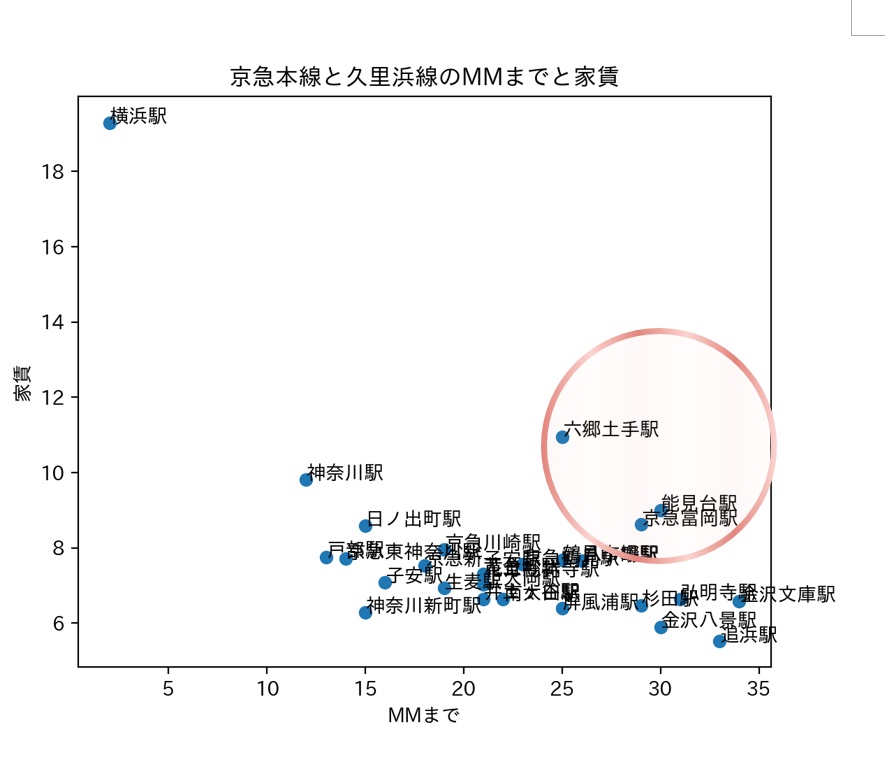 京急本線と久里浜線のMMまでと家賃
横浜駅
18
16
14
12
家賃
六郷土手駅
10
神奈川駅
能見台駅
京急富岡駅
日ノ出町駅
京急川崎駅
8
戸部駅
子安駅
生麦駅
神奈川新町駅
南太田駅
屏風浦駅
杉田駅
弘明寺駅
金沢文庫駅
6
金沢八景駅
追浜駅
5
10
15
20
25
30
35
MMまで